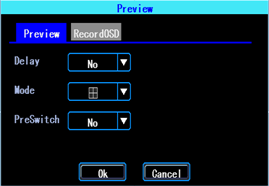 Preview
Preview RecordOSD
Delay No
Mode
PreSwitch No
Ok Cancel